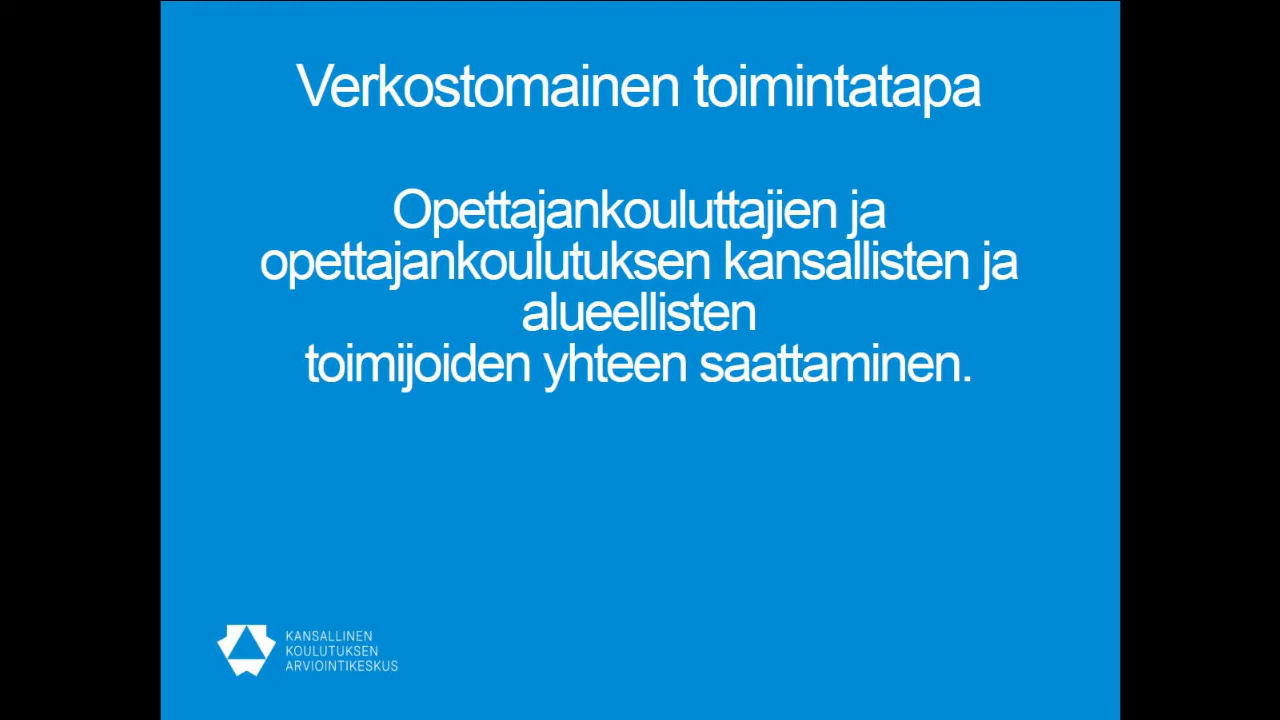 Verkostomainen toimintatapa
Opettajankouluttajien ja
opettajankoulutuksen kansallisten ja
alueellisten
toimijoiden yhteen saattaminen.
KANSALLINEN
KOULUTUKSEN
ARVIOINTIKESKUS